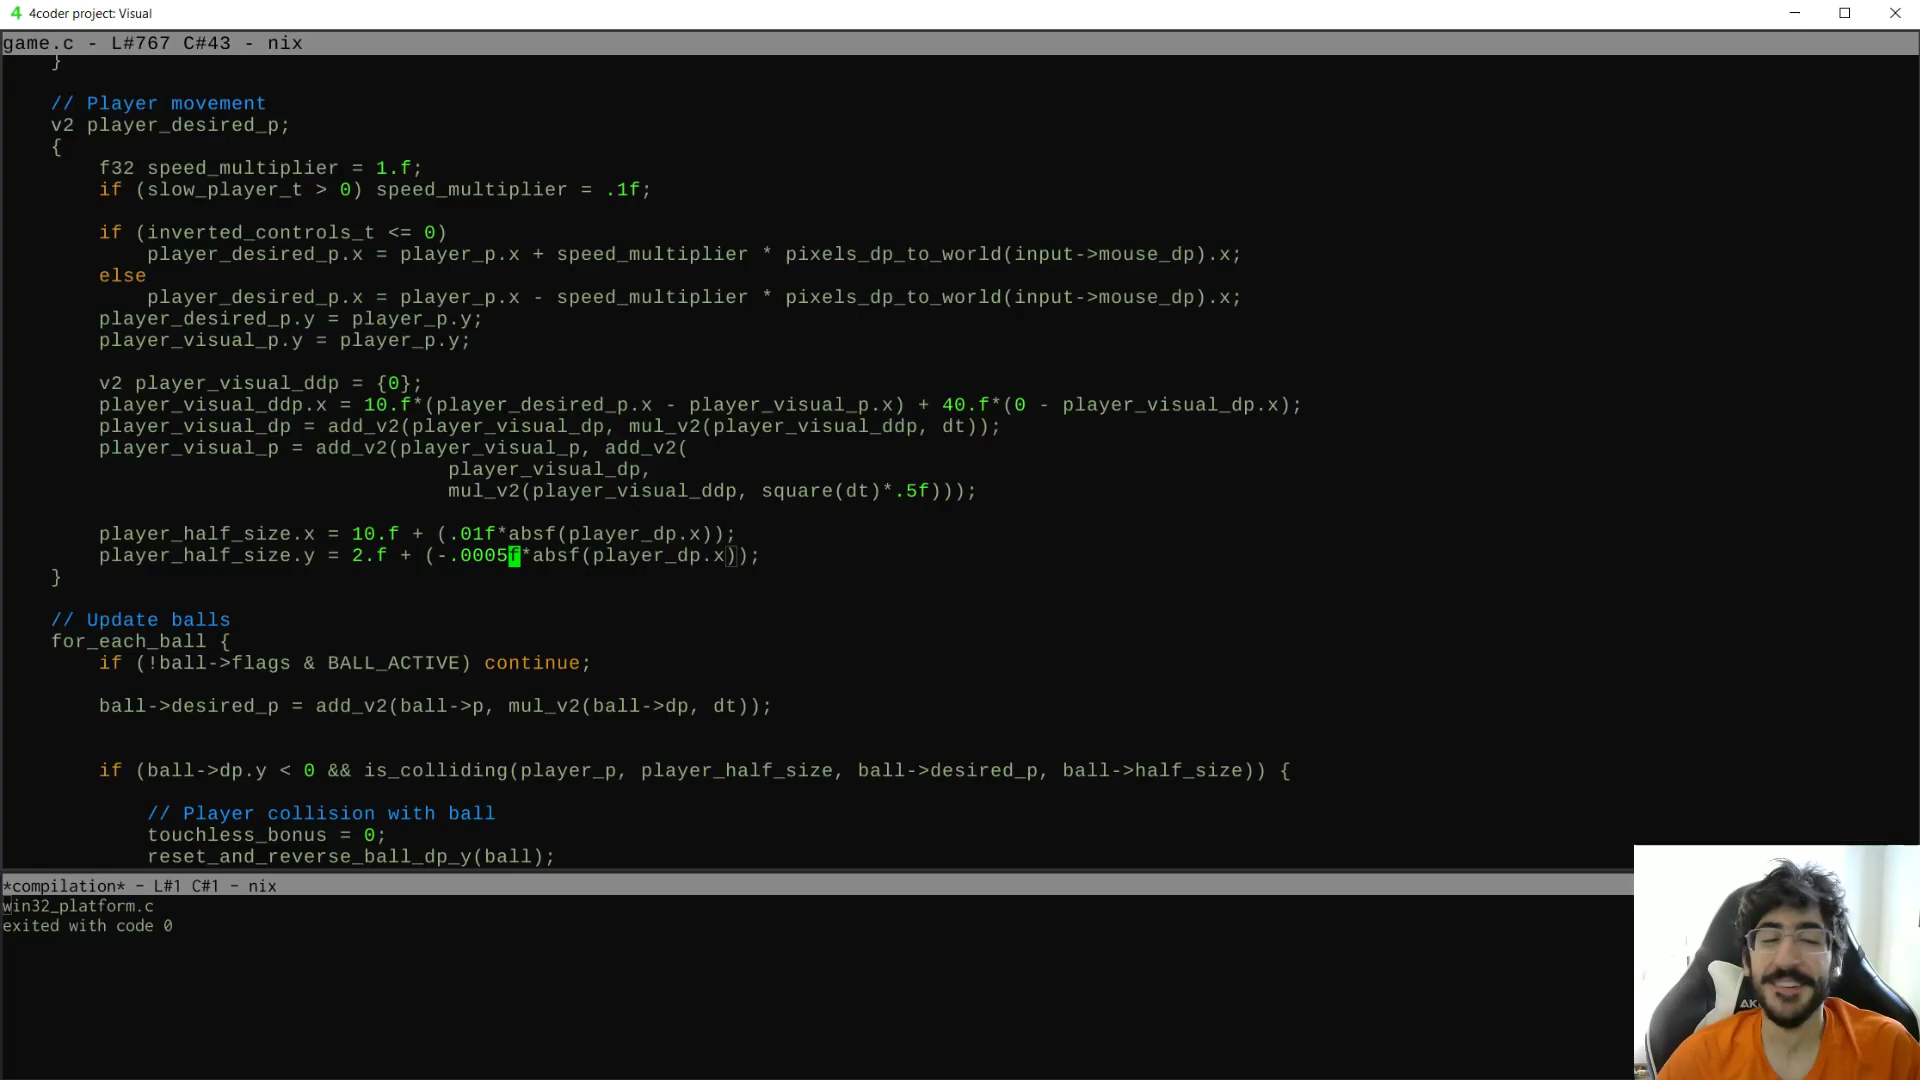 4 4coder project: Visual
game.c - L#767 C#43 - nix
}
// Player movement
v2 player_desired_p;
{
f32 speed_multiplier = 1.f;
if (slow_player_t > 0) speed_multiplier = .1f;
if (inverted_controls_t <= 0)
player_desired_p.x = player_p.x + speed_multiplier * pixels_dp_to_world(input->mouse_dp).x;
else
player_desired_p.x = player_p.x - speed_multiplier * pixels_dp_to_world(input->mouse_dp).x;
player_desired_p.y = player_p.y;
player_visual_p.y = player_p.y;
v2 player_visual_ddp = {0};
player_visual_ddp.x = 10.f*(player_desired_p.x - player_visual_p.x) + 40.f*(0 - player_visual_dp.x);
player_visual_dp = add_v2(player_visual_dp, mul_v2(player_visual_ddp, dt));
player_visual_p = add_v2(player_visual_p, add_v2(
player_visual_dp,
mul_v2(player_visual_ddp, square(dt)*.5f)));
player_half_size.x = 10.f + (.01f*absf(player_dp.x));
player_half_size.y = 2.f + (-.0005f*absf(player_dp.x));
}
// Update balls
for_each_ball {
if (!ball->flags & BALL_ACTIVE) continue;
ball->desired_p = add_v2(ball->p, mul_v2(ball->dp, dt));
if (ball->dp.y < 0 && is_colliding(player_p, player_half_size, ball->desired_p, ball->half_size)) {
// Player collision with ball
touchless_bonus = 0;
reset_and_reverse_ball_dp_y(ball);
*compilation* - L#1 C#1 - nix
win32_platform.c
exited with code 0